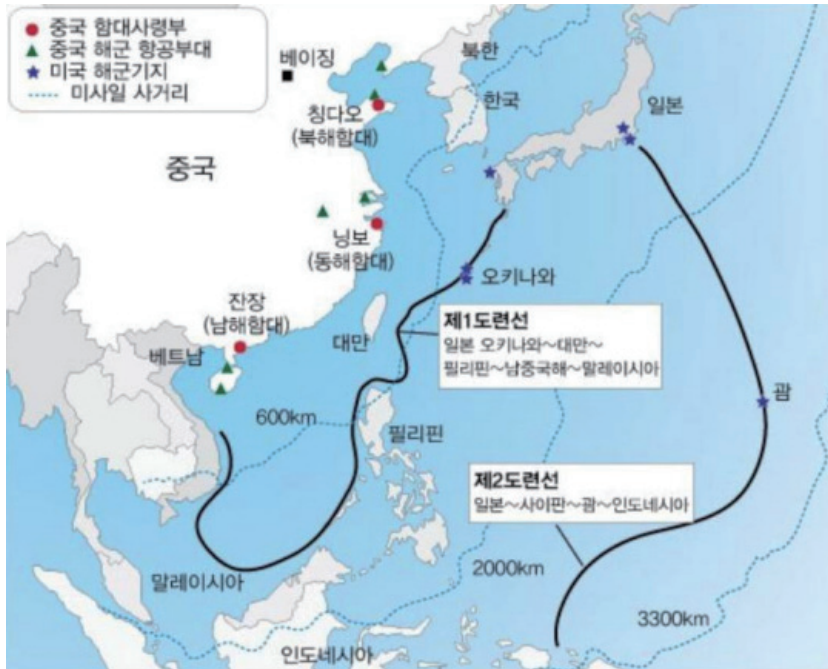 중국 함대사령부
중국 해군 항공부대
미국 해군기지
미사일 사거리
베이징
북한
한국
일본
칭다오
(북해함대)
중국
닝보
(동해함대)
오키나와
잔장
(남해함대)
대만
제1도련선
일본 오키나와~대만~
필리핀~남중국해~말레이시아
베트남
괌
600km
필리핀
제2도련선
일본~사이판~괌~인도네시아
말레이시아
2000km
3300km
인도네시아